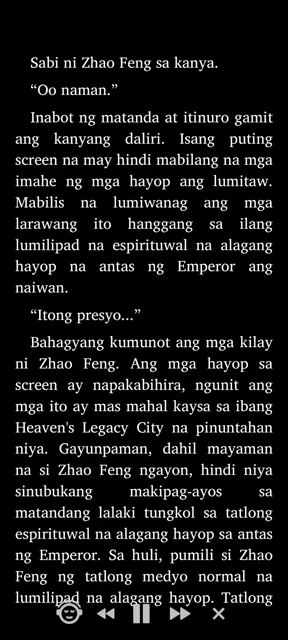 Sabi ni Zhao Feng sa kanya.
“Oo naman.”
Inabot ng matanda at itinuro gamit
ang kanyang daliri. Isang puting
screen na may hindi mabilang na mga
imahe ng mga hayop ang lumitaw.
Mabilis na lumiwanag ang mga
larawang ito hanggang sa ilang
lumilipad na espirituwal na alagang
hayop na antas ng Emperor ang
naiwan.
“Itong presyo...”
Bahagyang kumunot ang mga kilay
ni Zhao Feng. Ang mga hayop sa
screen ay napakabihira, ngunit ang
mga ito ay mas mahal kaysa sa ibang
Heaven's Legacy City na pinuntahan
niya. Gayunpaman, dahil mayaman
na si Zhao Feng ngayon, hindi niya
sinubukang makipag-ayos sa
matandang lalaki tungkol sa tatlong
espirituwal na alagang hayop sa antas
ng Emperor. Sa huli, pumili si Zhao
Feng ng tatlong medyo normal na
lumilipad na alagang hayop. Tatlong